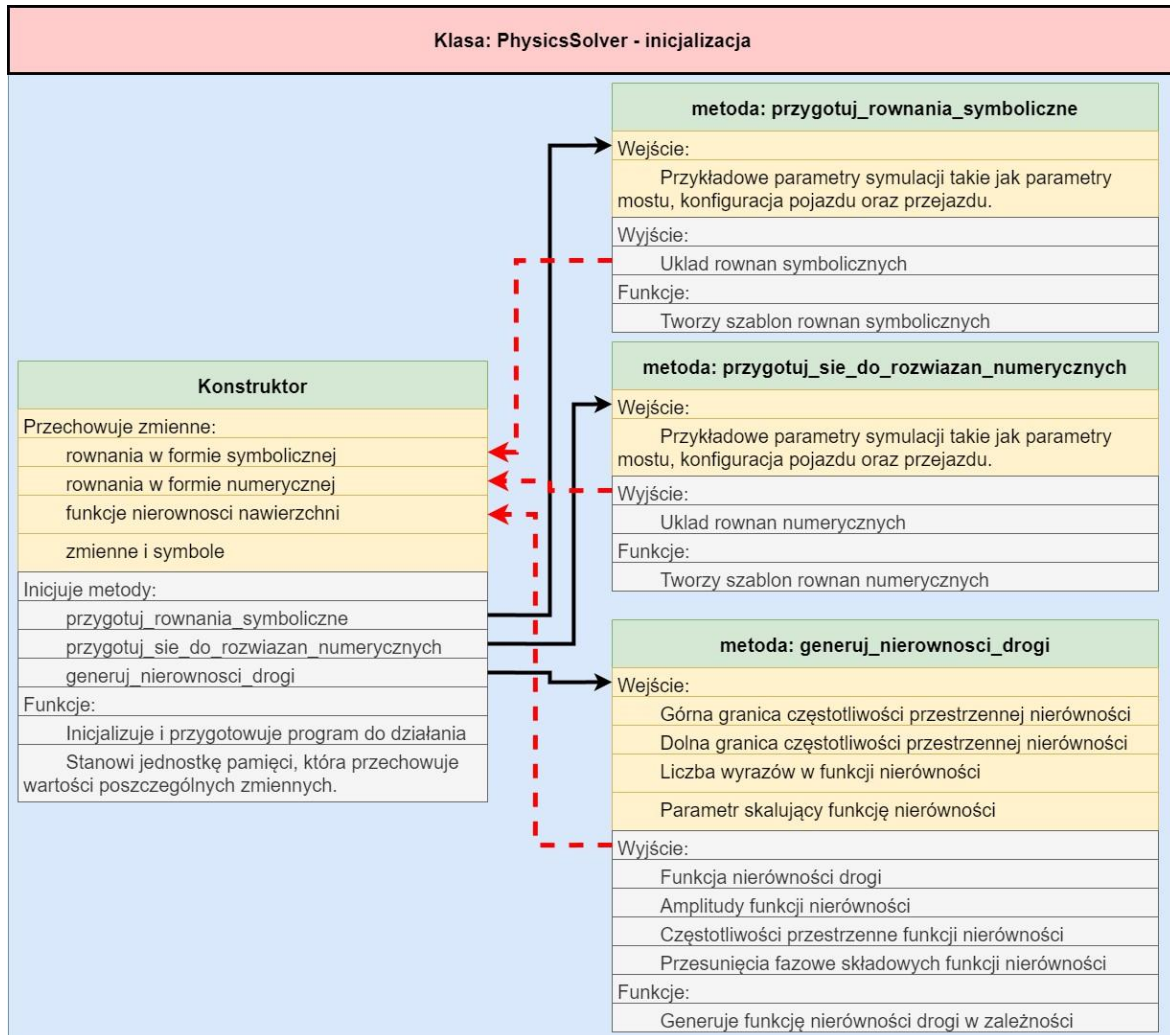 Klasa: PhysicsSolver - inicjalizacja
metoda: przygotuj_rownania_symboliczne
Wejście:
Przykładowe parametry symulacji takie jak parametry
mostu, konfiguracja pojazdu oraz przejazdu.
Wyjście:
Uklad rownan symbolicznych
Funkcje:
Tworzy szablon rownan symbolicznych
Konstruktor
Przechowuje zmienne:
rownania w formie symbolicznej
rownania w formie numerycznej
funkcje nierownosci nawierzchni
zmienne i symbole
Inicjuje metody:
przygotuj_rownania_symboliczne
przygotuj_sie_do_rozwiazan_numerycznych
generuj_nierownosci_drogi
Funkcje:
Inicjalizuje i przygotowuje program do działania
Stanowi jednostkę pamięci, która przechowuje
wartości poszczególnych zmiennych.
metoda: przygotuj_sie_do_rozwiazan_numerycznych
Wejście:
Przykładowe parametry symulacji takie jak parametry
mostu, konfiguracja pojazdu oraz przejazdu.
Wyjście:
Uklad rownan numerycznych
Funkcje:
Tworzy szablon rownan numerycznych
metoda: generuj_nierownosci_drogi
Wejście:
Górna granica częstotliwości przestrzennej nierówności
Dolna granica częstotliwości przestrzennej nierówności
Liczba wyrazów w funkcji nierówności
Parametr skalujący funkcję nierówności
Wyjście:
Funkcja nierówności drogi
Amplitudy funkcji nierówności
Częstotliwości przestrzenne funkcji nierówności
Przesunięcia fazowe składowych funkcji nierówności
Funkcje:
Generuje funkcję nierówności drogi w zależności